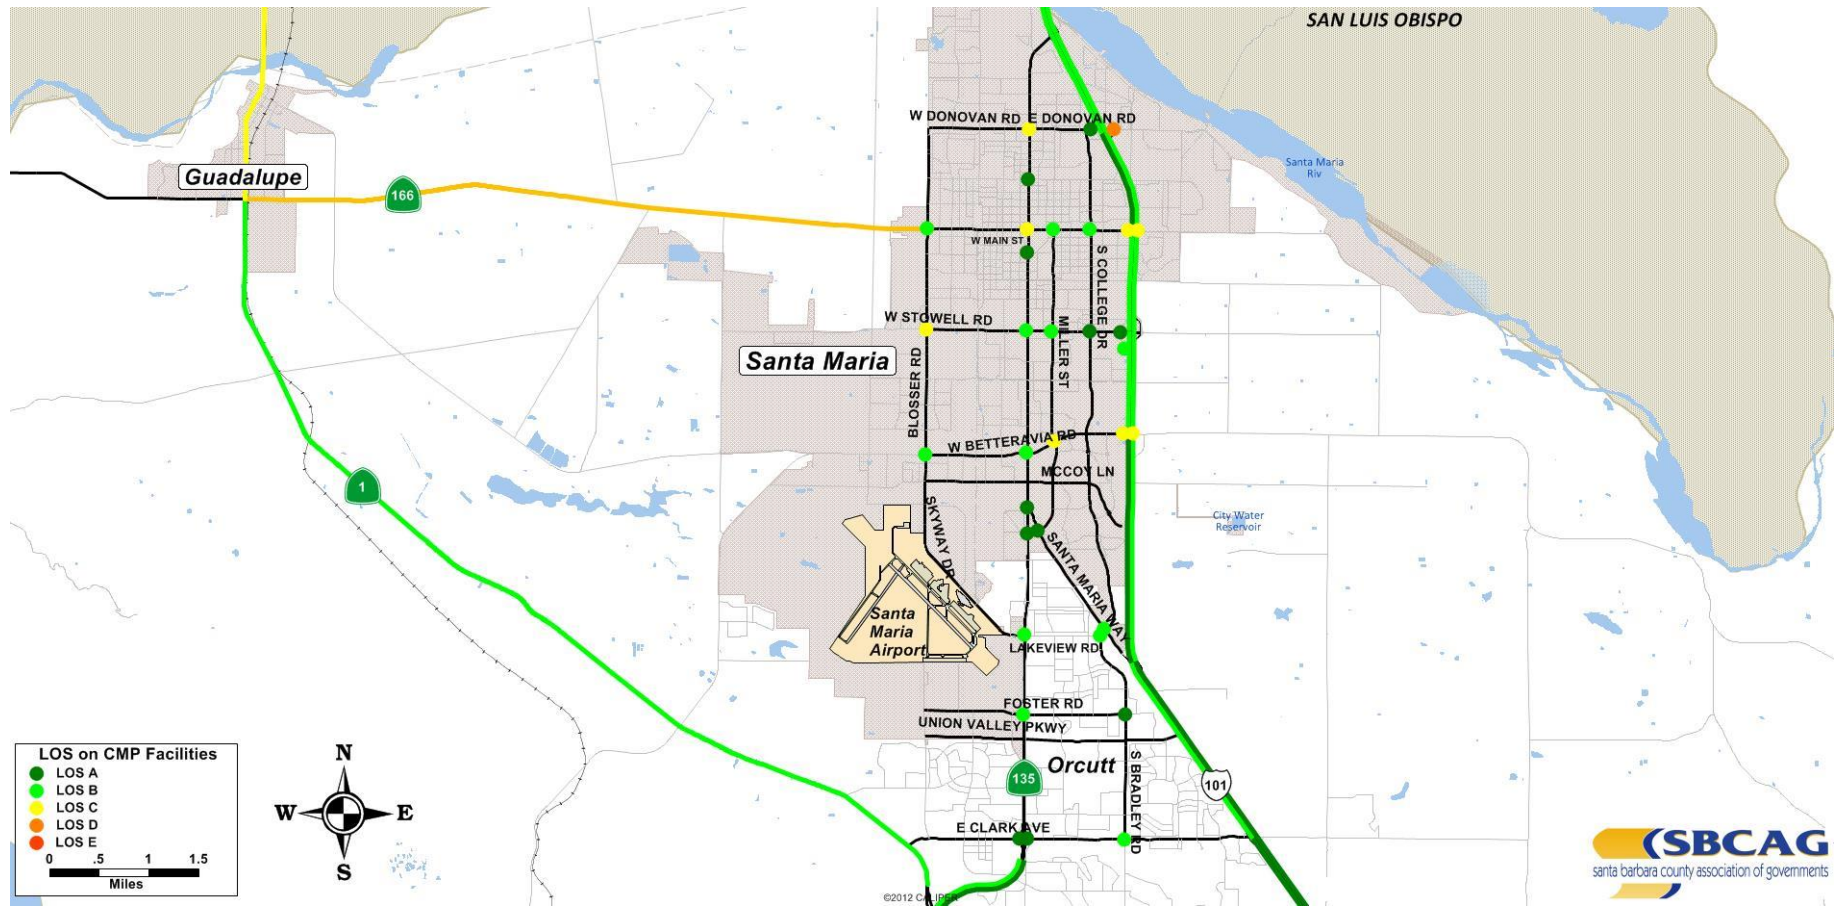 SAN LUIS OBISPO
W DONOVAN RD
E DONOVAN RD
Santa Maria
Riv
Guadalupe
166
W MAIN ST
S COLLEGE DR
W STOWELL RD
MILLER ST
Santa Maria
BLOSSER RD
W BETTERAVIA RD
MCCOY LN
1
SKYWAY DR
City Water
Reservoir
SANTA MARIA WAY
Santa
Maria
Airport
LAKEVIEW RD
FOSTER RD
UNION VALLEY PKWY
Orcutt
135
101
S BRADLEY RD
E CLARK AVE
LOS on CMP Facilities
LOS A
LOS B
LOS C
LOS D
LOS E
0 .5 1 1.5
Miles
N
W E
S
SBCAG
santa barbara county association of governments
©2012 CALIPER